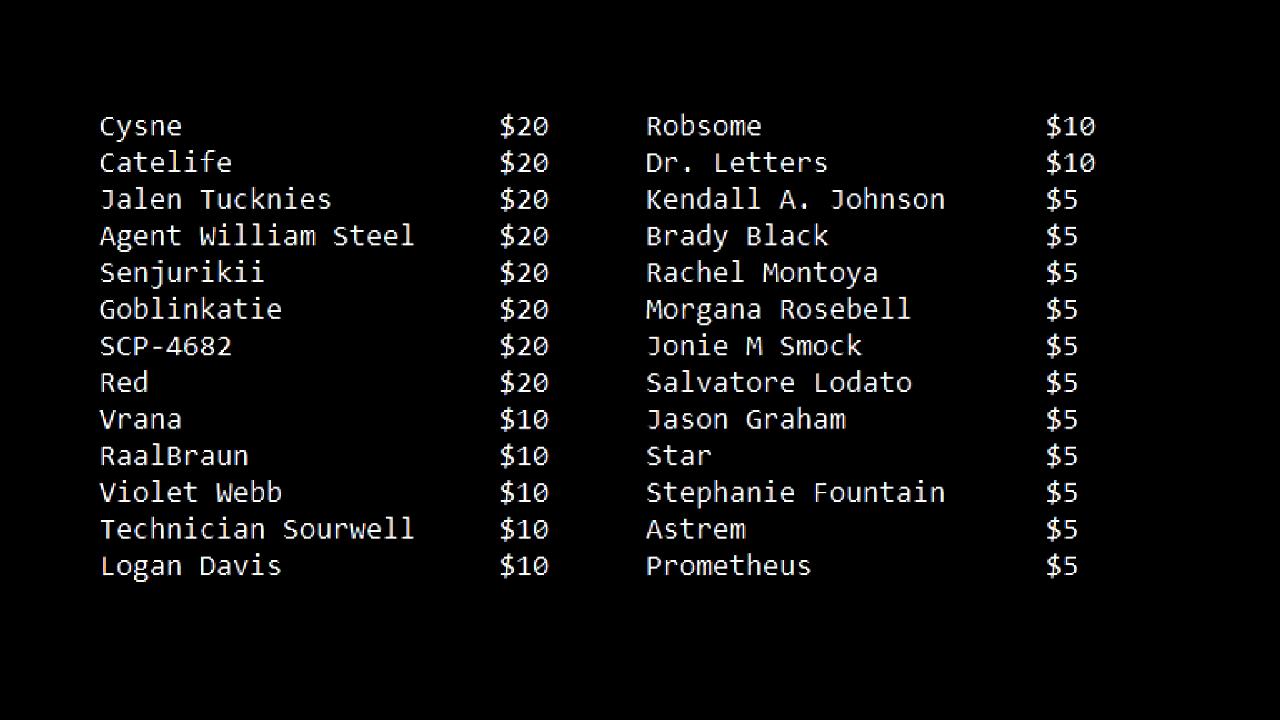 Cysne $20
Catelife $20
Jalen Tucknies $20
Agent William Steel $20
Senjurikii $20
Goblinkatie $20
SCP-4682 $20
Red $20
Vrana $10
RaalBraun $10
Violet Webb $10
Technician Sourwell $10
Logan Davis $10
Robsome $10
Dr. Letters $10
Kendall A. Johnson $5
Brady Black $5
Rachel Montoya $5
Morgana Rosebell $5
Jonie M Smock $5
Salvatore Lodato $5
Jason Graham $5
Star $5
Stephanie Fountain $5
Astrem $5
Prometheus $5